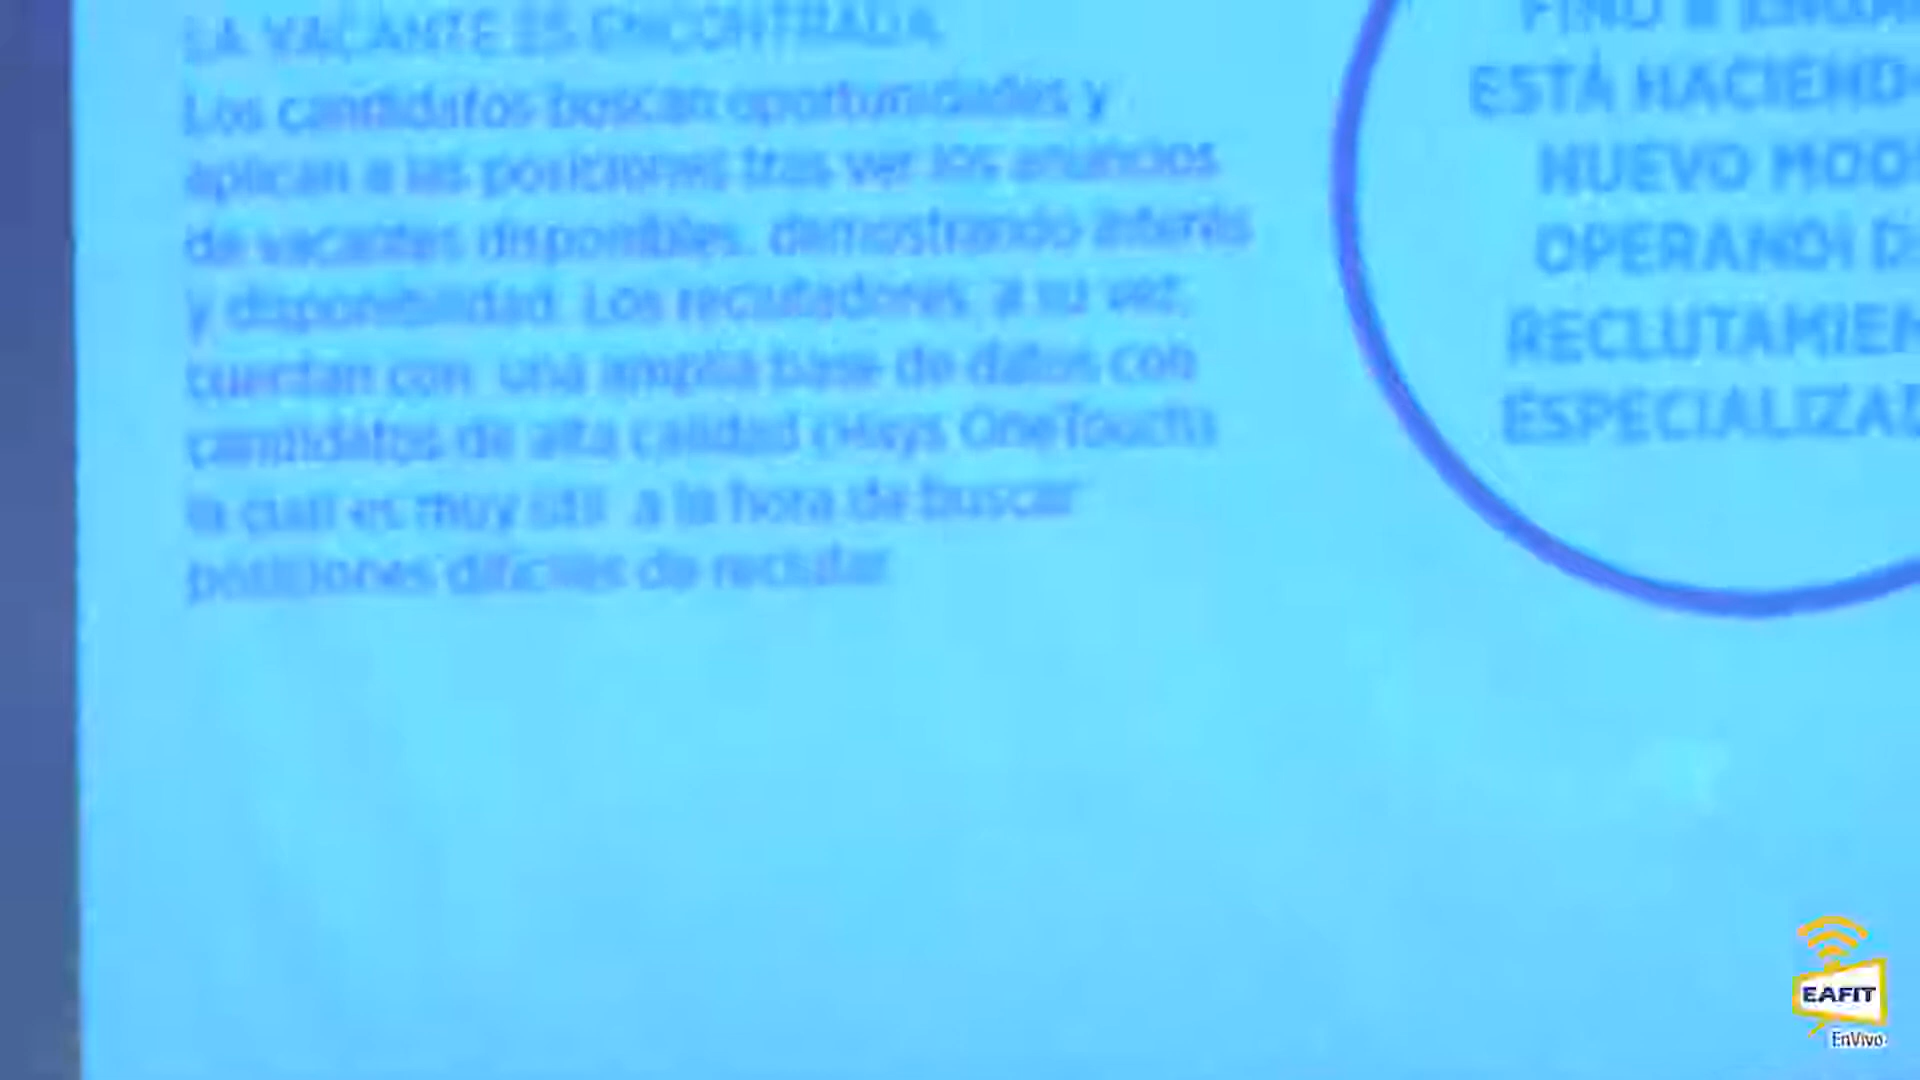 LA VACANTE ES ENCONTRADA
Los candidatos buscan oportunidades y
aplican a las posiciones tras ver los anuncios
de vacantes disponibles, demostrando interés
y disponibilidad. Los reclutadores, a su vez,
cuentan con una amplia base de datos con
candidatos de alta calidad (Hays OneTouch)
la cual es muy útil a la hora de buscar
posiciones difíciles de reclutar
ESTÁ HACIEND
NUEVO MOD
OPERANDI D
RECLUTAMIEN
ESPECIALIZAD
EAFIT
EnVivo